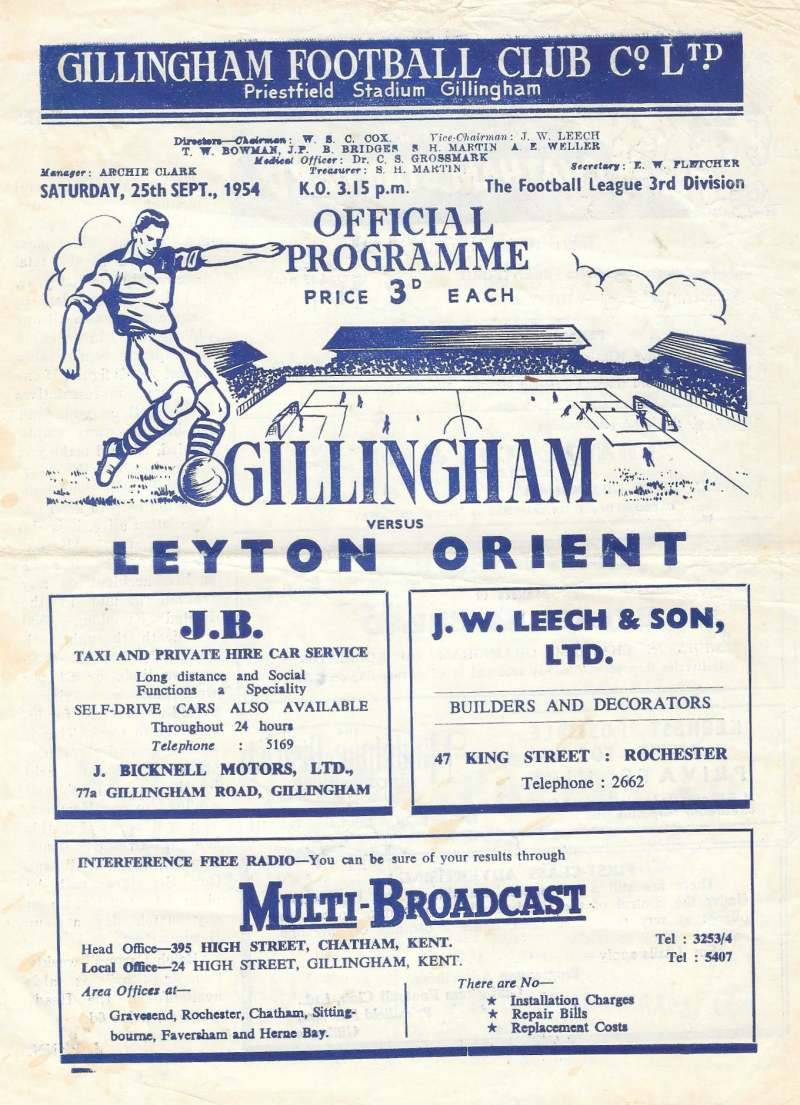 GILLINGHAM FOOTBALL CLUB Co LTD
Priestfield Stadium Gillingham
Directors—Chairman: W. S. C. COX. Vice-Chairman: J. W. LEECH
T. W. BOWMAN, J.P. B. BRIDGES S H. MARTIN A. E. WELLER
Medical Officer: Dr. C. S. GROSSMARK
Manager: ARCHIE CLARK Treasurer: S. H. MARTIN; Secretary: E. W. FLETCHER
SATURDAY, 25th SEPT., 1954 K.O. 3.15 p.m. The Football League 3rd Division
OFFICIAL
PROGRAMME
PRICE 3D EACH
GILLINGHAM
VERSUS
LEYTON ORIENT
J.B.
TAXI AND PRIVATE HIRE CAR SERVICE
Long distance and Social
Functions a Speciality
SELF-DRIVE CARS ALSO AVAILABLE
Throughout 24 hours
Telephone : 5169
J. BICKNELL MOTORS, LTD.,
77a GILLINGHAM ROAD, GILLINGHAM
J. W. LEECH & SON,
LTD.
BUILDERS AND DECORATORS
47 KING STREET : ROCHESTER
Telephone : 2662
INTERFERENCE FREE RADIO—You can be sure of your results through
MULTI-BROADCAST
Head Office—395 HIGH STREET, CHATHAM, KENT. Tel : 3253/4
Local Office—24 HIGH STREET, GILLINGHAM, KENT. Tel : 5407
Area Offices at—
Gravesend, Rochester, Chatham, Sitting-
bourne, Faversham and Herne Bay.
There are No—
★ Installation Charges
★ Repair Bills
★ Replacement Costs